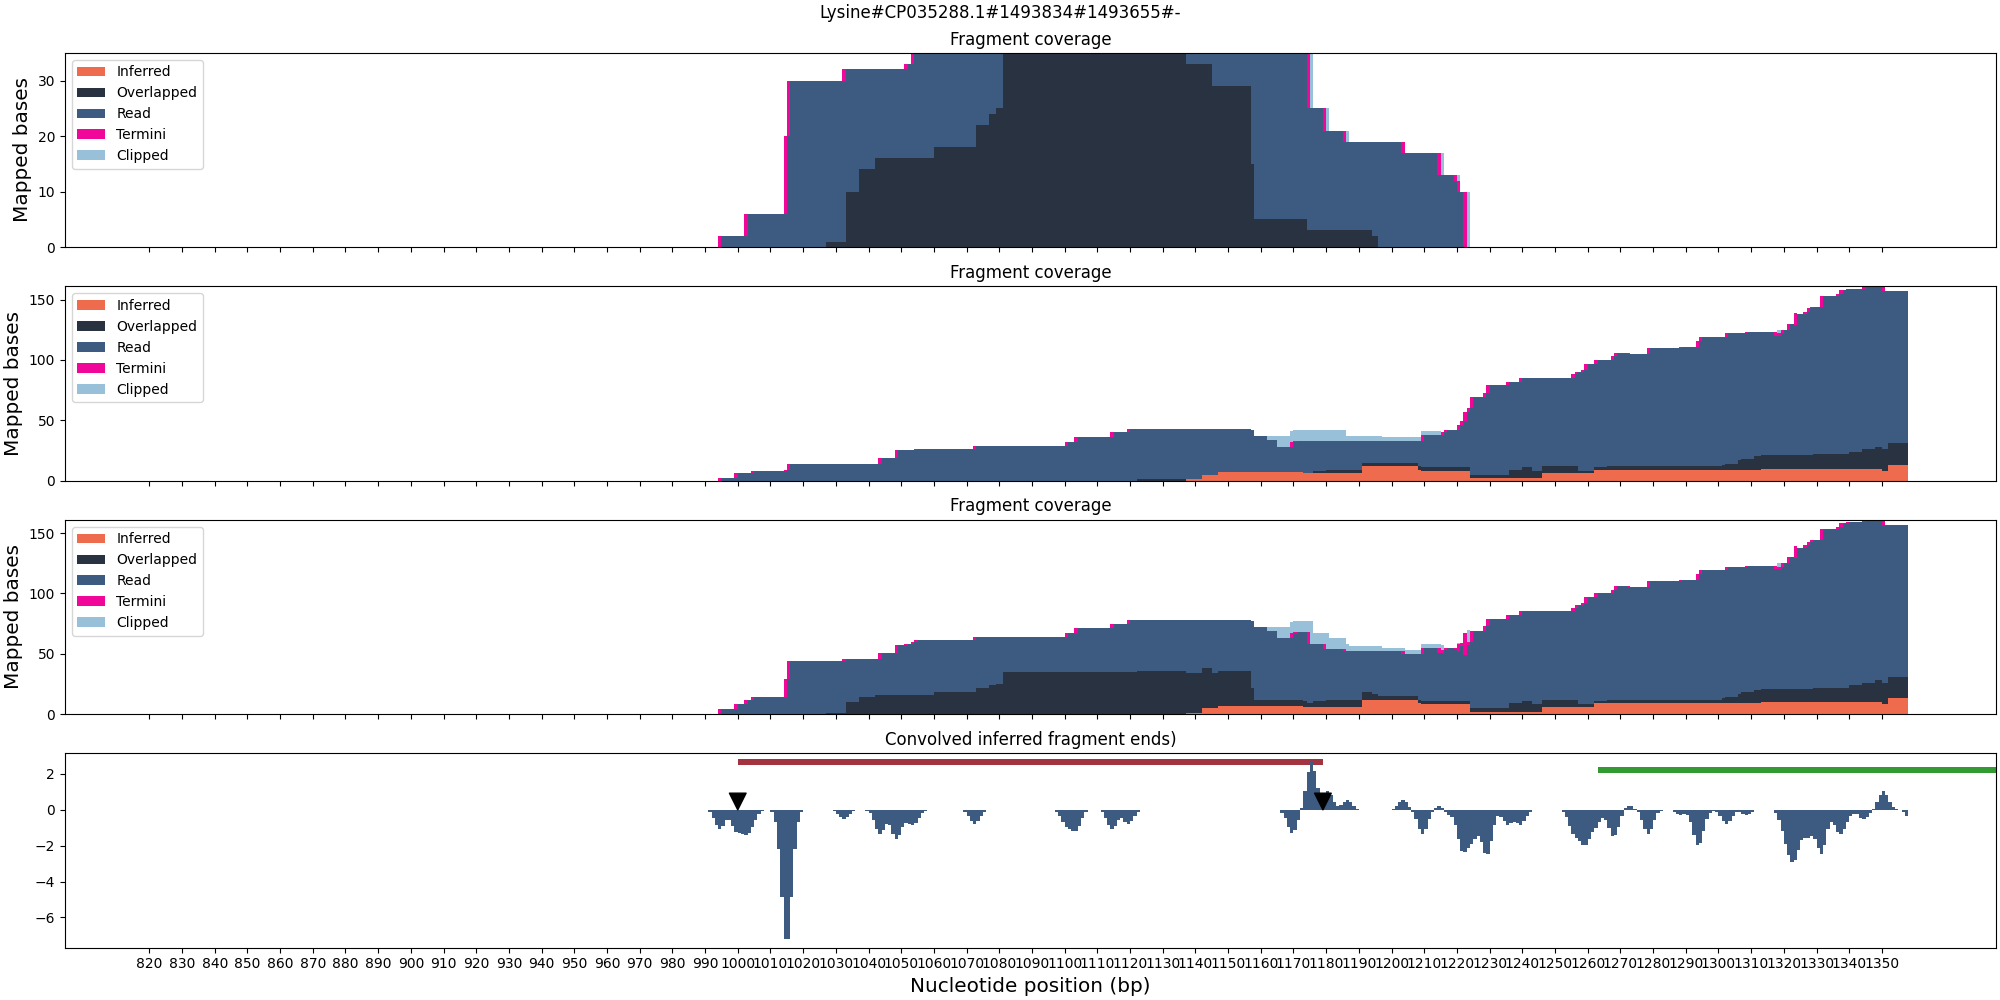 Lysine#CP035288.1#1493834#1493655#-
Fragment coverage
Mapped bases
30
20
10
0
Inferred
Overlapped
Read
Termini
Clipped
Fragment coverage
Mapped bases
150
100
50
0
Inferred
Overlapped
Read
Termini
Clipped
Fragment coverage
Mapped bases
150
100
50
0
Inferred
Overlapped
Read
Termini
Clipped
Convolved inferred fragment ends)
2
0
−2
−4
−6
820 830 840 850 860 870 880 890 900 910 920 930 940 950 960 970 980 990 1000 1010 1020 1030 1040 1050 1060 1070 1080 1090 1100 1110 1120 1130 1140 1150 1160 1170 1180 1190 1200 1210 1220 1230 1240 1250 1260 1270 1280 1290 1300 1310 1320 1330 1340 1350
Nucleotide position (bp)